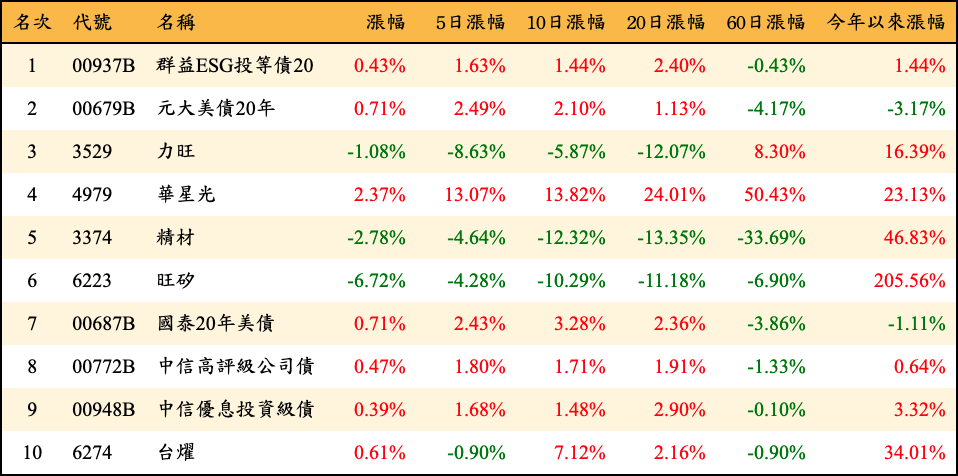 名次 代號 名稱 漲幅 5日漲幅 10日漲幅 20日漲幅 60日漲幅 今年以來漲幅
1 00937B 群益ESG投等債20 0.43% 1.63% 1.44% 2.40% -0.43% 1.44%
2 00679B 元大美債20年 0.71% 2.49% 2.10% 1.13% -4.17% -3.17%
3 3529 力旺 -1.08% -8.63% -5.87% -12.07% 8.30% 16.39%
4 4979 華星光 2.37% 13.07% 13.82% 24.01% 50.43% 23.13%
5 3374 精材 -2.78% -4.64% -12.32% -13.35% -33.69% 46.83%
6 6223 旺矽 -6.72% -4.28% -10.29% -11.18% -6.90% 205.56%
7 00687B 國泰20年美債 0.71% 2.43% 3.28% 2.36% -3.86% -1.11%
8 00772B 中信高評級公司債 0.47% 1.80% 1.71% 1.91% -1.33% 0.64%
9 00948B 中信優息投資級債 0.39% 1.68% 1.48% 2.90% -0.10% 3.32%
10 6274 台燿 0.61% -0.90% 7.12% 2.16% -0.90% 34.01%